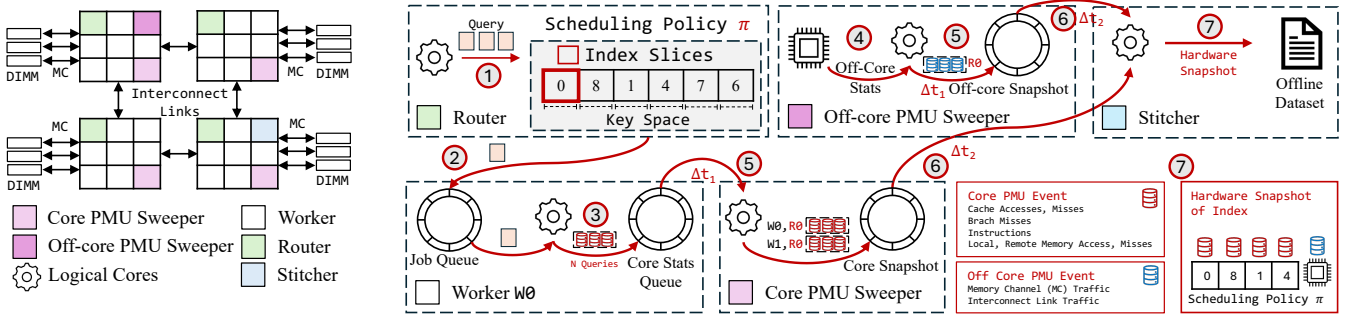 DIMM
MC
MC
DIMM
Interconnect
Links
MC
MC
DIMM
DIMM
Core PMU Sweeper
Worker
Off-core PMU Sweeper
Router
Logical Cores
Stitcher
Query
1
Router
Scheduling Policy π
Index Slices
0 8 1 4 7 6
Key Space
4
Off-Core
Stats
5
R0
Δt1
Off-core Snapshot
Off-core PMU Sweeper
6
Δt2
7
Hardware
Snapshot
Offline
Dataset
Stitcher
2
Job Queue
3
N Queries
Core Stats
Queue
Worker W0
Δt1
5
W0,R0
W1,R0
Core Snapshot
Core PMU Sweeper
6
Δt2
Core PMU Event
Cache Accesses, Misses
Brach Misses
Instructions
Local, Remote Memory Access, Misses
Off Core PMU Event
Memory Channel (MC) Traffic
Interconnect Link Traffic
7
Hardware Snapshot
of Index
0 8 1 4
Scheduling Policy π